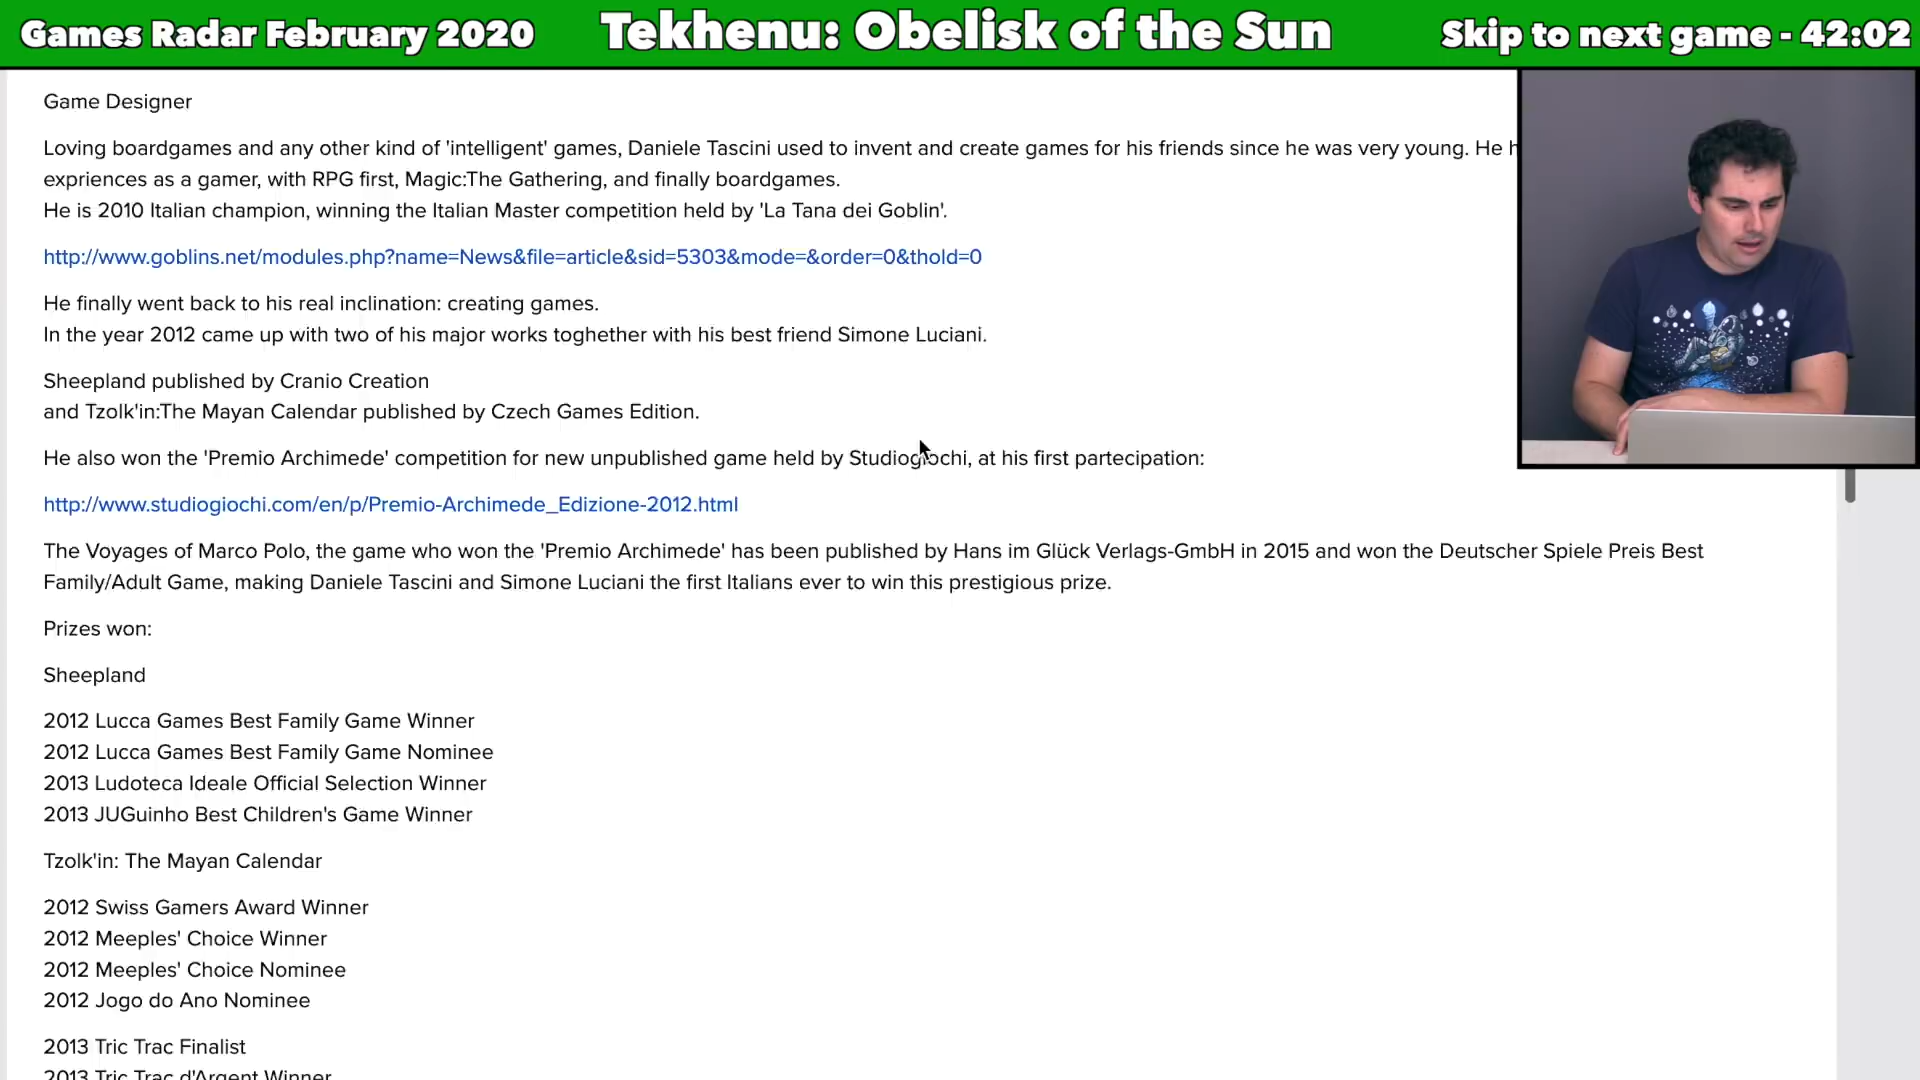 Games Radar February 2020
Tekhenu: Obelisk of the Sun
Skip to next game - 42:02
Game Designer
Loving boardgames and any other kind of 'intelligent' games, Daniele Tascini used to invent and create games for his friends since he was very young. He
expriences as a gamer, with RPG first, Magic:The Gathering, and finally boardgames.
He is 2010 Italian champion, winning the Italian Master competition held by 'La Tana dei Goblin'.
http://www.goblins.net/modules.php?name=News&file=article&sid=5303&mode=&order=0&thold=0
He finally went back to his real inclination: creating games.
In the year 2012 came up with two of his major works toghether with his best friend Simone Luciani.
Sheepland published by Cranio Creation
and Tzolk'in:The Mayan Calendar published by Czech Games Edition.
He also won the 'Premio Archimede' competition for new unpublished game held by Studiogiochi, at his first partecipation:
http://www.studiogiochi.com/en/p/Premio-Archimede_Edizione-2012.html
The Voyages of Marco Polo, the game who won the 'Premio Archimede' has been published by Hans im Glück Verlags-GmbH in 2015 and won the Deutscher Spiele Preis Best
Family/Adult Game, making Daniele Tascini and Simone Luciani the first Italians ever to win this prestigious prize.
Prizes won:
Sheepland
2012 Lucca Games Best Family Game Winner
2012 Lucca Games Best Family Game Nominee
2013 Ludoteca Ideale Official Selection Winner
2013 JUGuinho Best Children's Game Winner
Tzolk'in: The Mayan Calendar
2012 Swiss Gamers Award Winner
2012 Meeples' Choice Winner
2012 Meeples' Choice Nominee
2012 Jogo do Ano Nominee
2013 Tric Trac Finalist
2013 Tric Trac d'Argent Winner